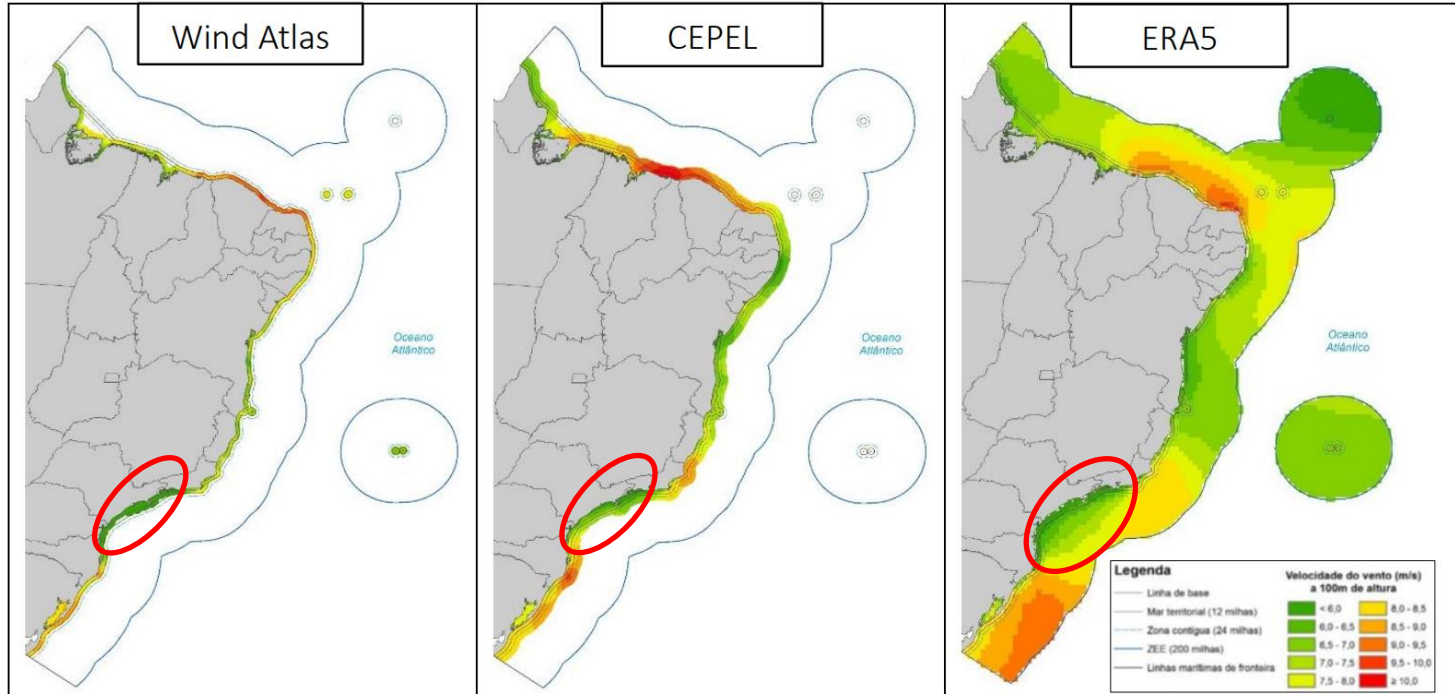 Wind Atlas
CEPEL
ERA5
Oceano
Atlântico
Oceano
Atlântico
Oceano
Atlântico
Legenda
Linha de base
Mar territorial (12 milhas)
Zona contígua (24 milhas)
ZEE (200 milhas)
Linhas marítimas de fronteira
Velocidade do vento (m/s)
a 100m de altura
< 6,0
6,0 - 6,5
6,5 - 7,0
7,0 - 7,5
7,5 - 8,0
8,0 - 8,5
8,5 - 9,0
9,0 - 9,5
9,5 - 10,0
≥ 10,0